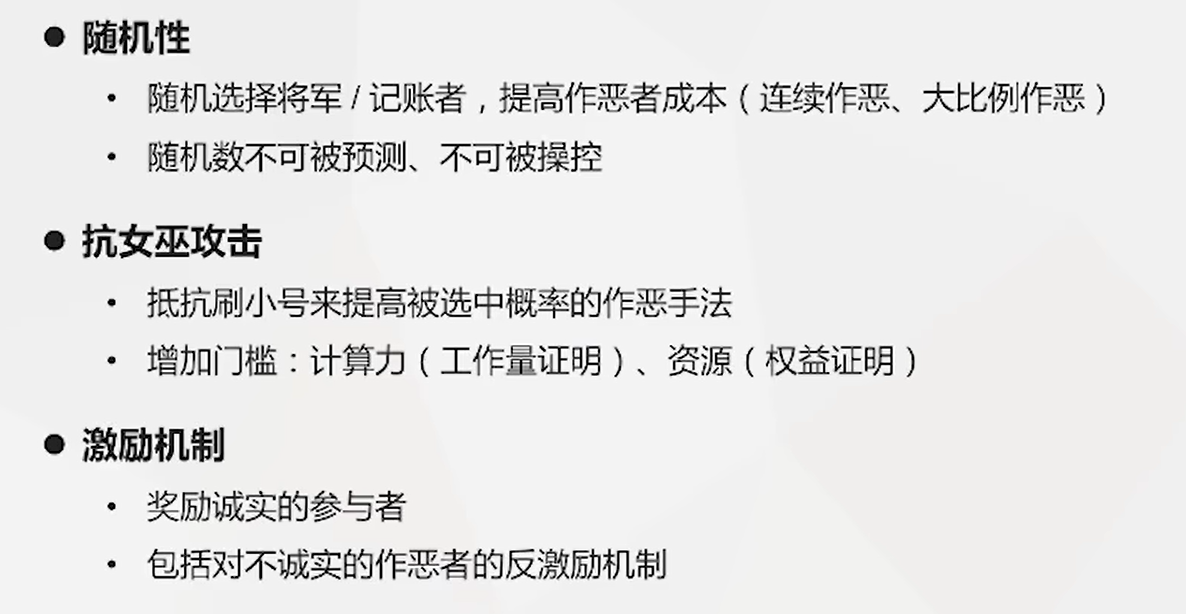 ● 随机性
• 随机选择将军 / 记账者，提高作恶者成本（连续作恶、大比例作恶）
• 随机数不可被预测、不可被操控
● 抗女巫攻击
• 抵抗刷小号来提高被选中概率的作恶手法
• 增加门槛：计算力（工作量证明）、资源（权益证明）
● 激励机制
• 奖励诚实的参与者
• 包括对不诚实的作恶者的反激励机制